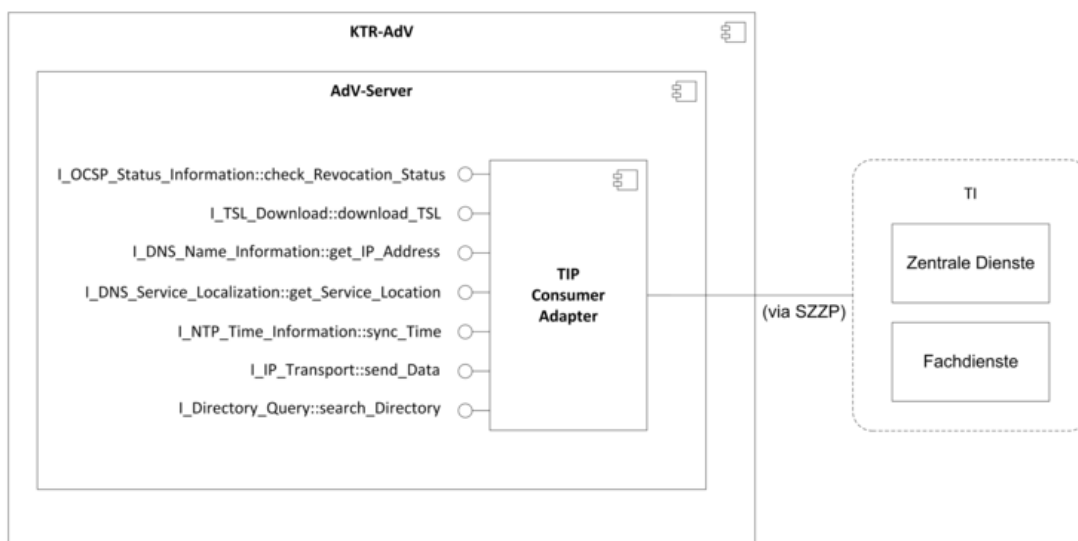 KTR-AdV
AdV-Server
I_OCSP_Status_Information::check_Revocation_Status
I_TSL_Download::download_TSL
I_DNS_Name_Information::get_IP_Address
I_DNS_Service_Localization::get_Service_Location
I_NTP_Time_Information::sync_Time
I_IP_Transport::send_Data
I_Directory_Query::search_Directory
TIP
Consumer
Adapter
(via SZZP)
TI
Zentrale Dienste
Fachdienste